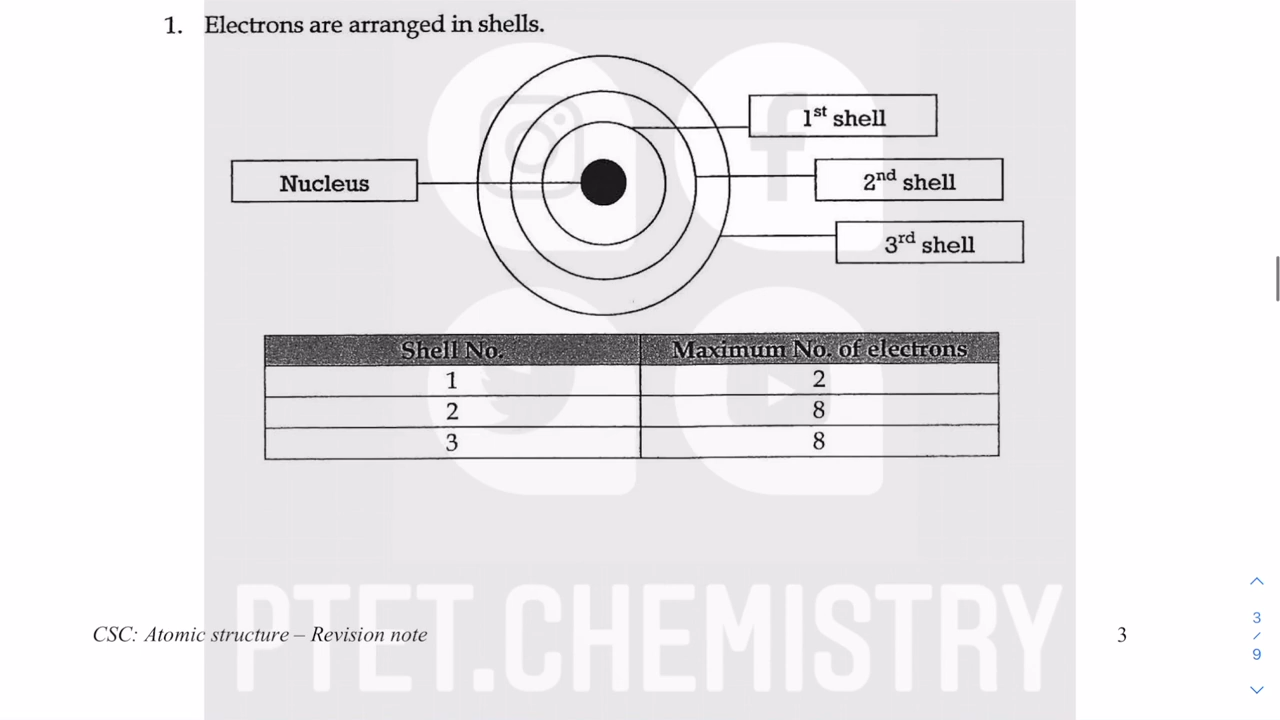 1. Electrons are arranged in shells.
1st shell
Nucleus
2nd shell
3rd shell
Shell No. Maximum No. of electrons
1 2
2 8
3 8
PTET.CHEMISTRY
CSC: Atomic structure – Revision note 3
3
/
9